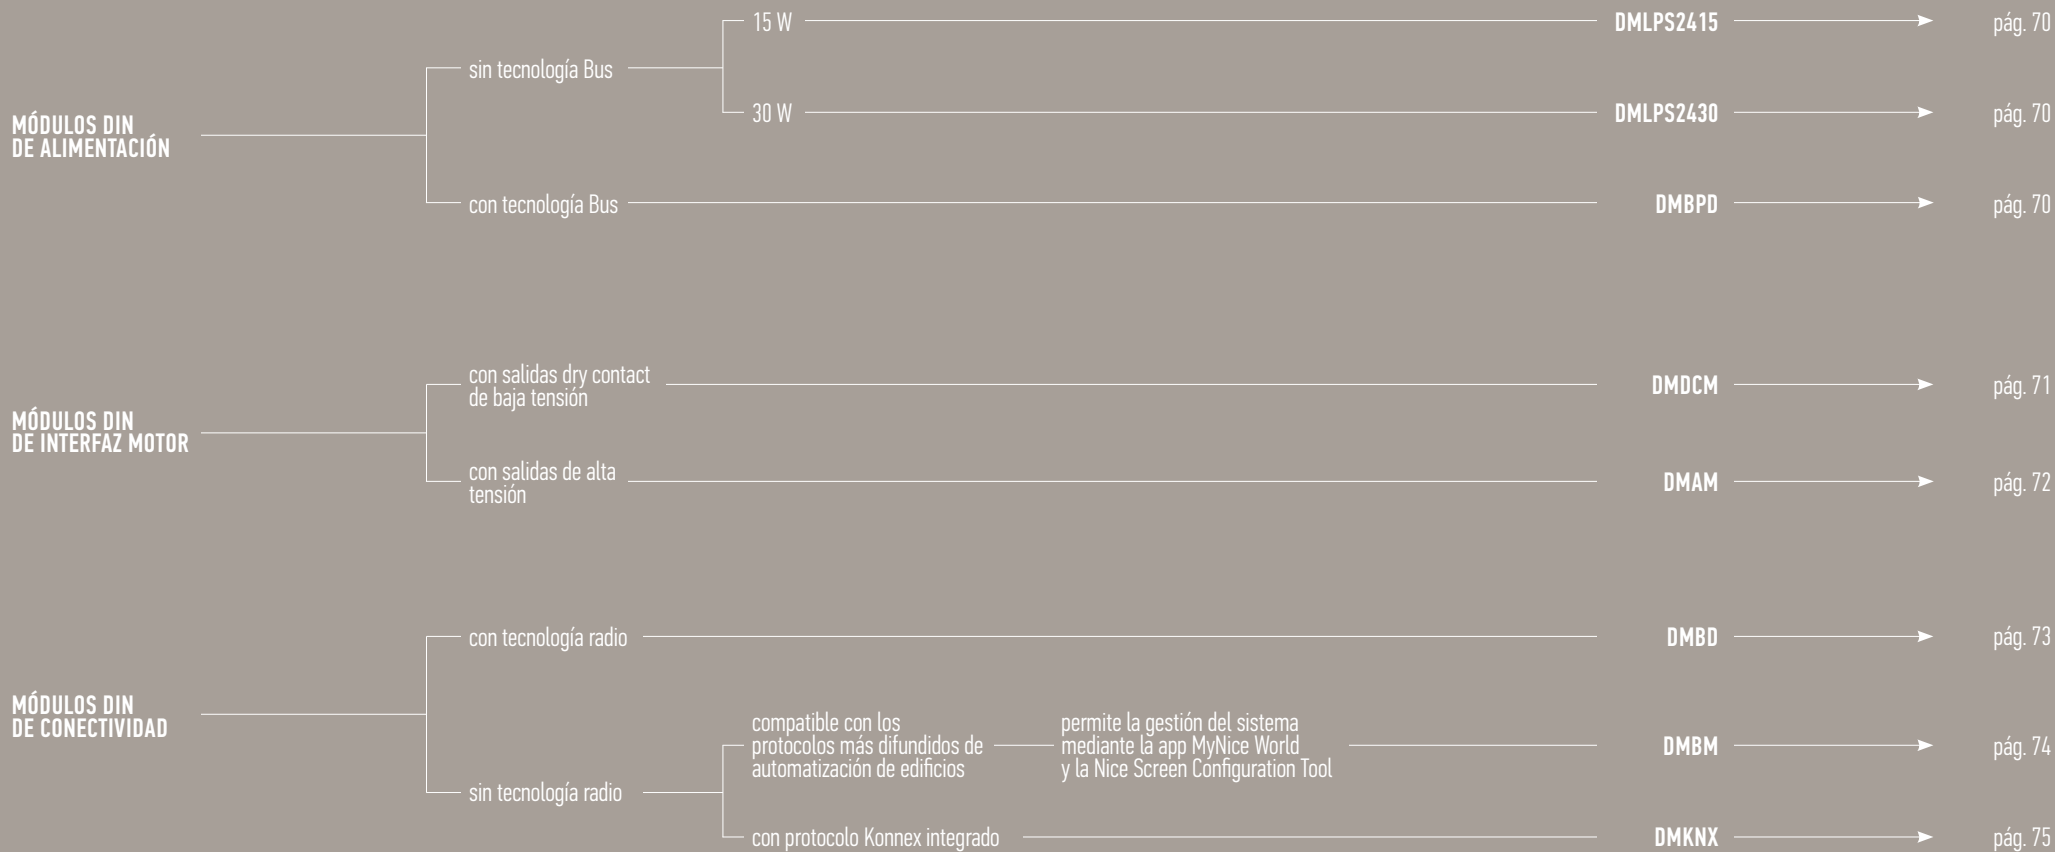 MÓDULOS DIN
DE ALIMENTACIÓN
sin tecnología Bus
15 W
DMLPS2415
pág. 70
30 W
DMLPS2430
pág. 70
con tecnología Bus
DMBPD
pág. 70
MÓDULOS DIN
DE INTERFAZ MOTOR
con salidas dry contact
de baja tensión
DMDCM
pág. 71
con salidas de alta
tensión
DMAM
pág. 72
MÓDULOS DIN
DE CONECTIVIDAD
con tecnología radio
DMBD
pág. 73
sin tecnología radio
compatible con los
protocolos más difundidos de
automatización de edificios
permite la gestión del sistema
mediante la app MyNice World
y la Nice Screen Configuration Tool
DMBM
pág. 74
con protocolo Konnex integrado
DMKNX
pág. 75